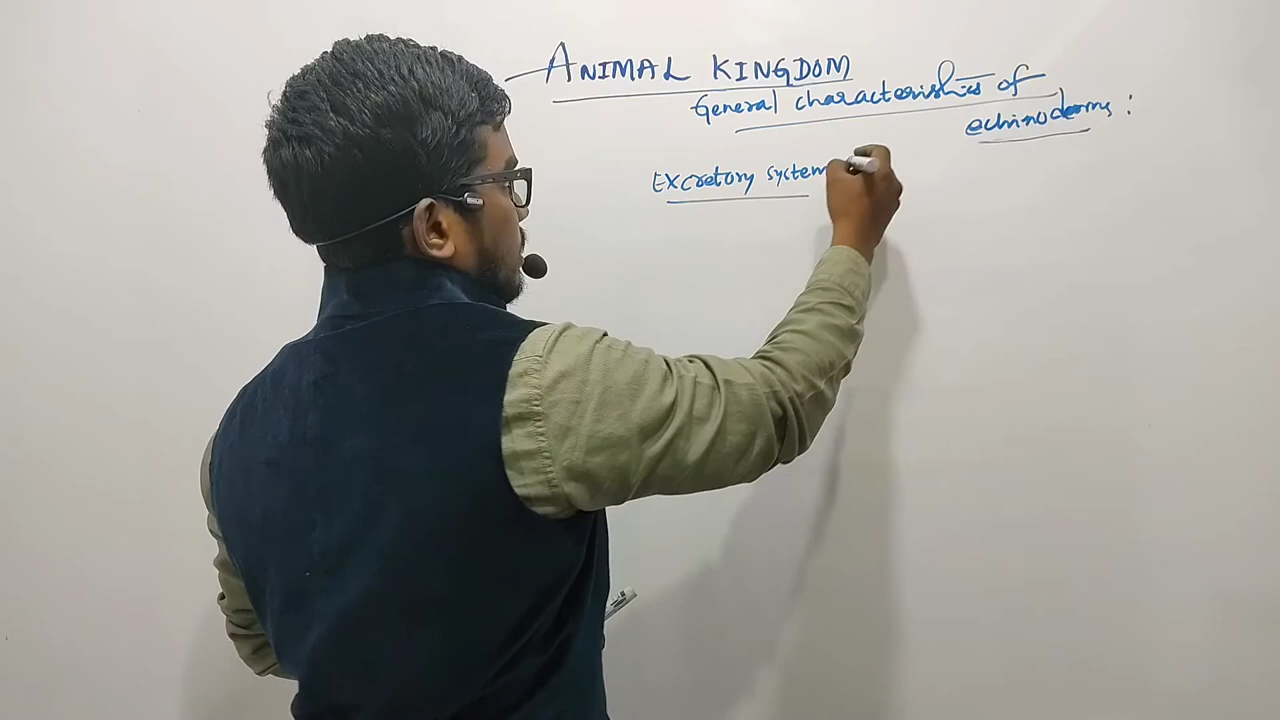 ANIMAL KINGDOM
General characteristics of
echinoderms :
Excretory system